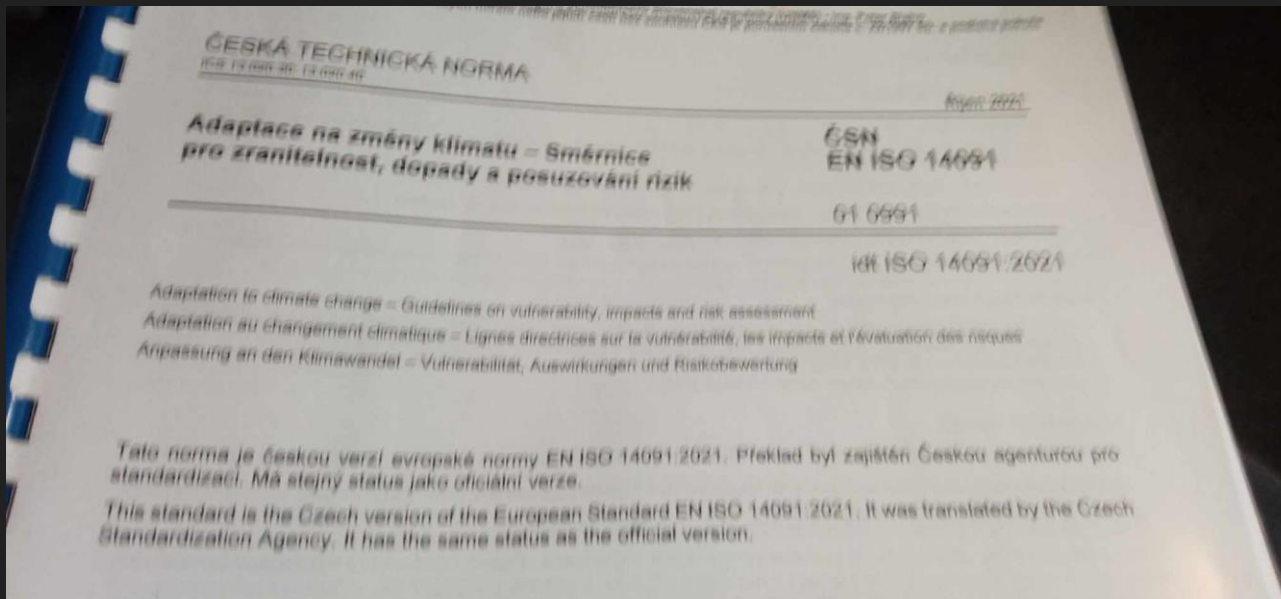 ČESKÁ TECHNICKÁ NORMA
Říjen 2021
Adaptace na změny klimatu – Směrnice
pro zranitelnost, dopady a posuzování rizik
ČSN
EN ISO 14091
01 0991
idt ISO 14091:2021
Adaptation to climate change – Guidelines on vulnerability, impacts and risk assessment
Adaptation au changement climatique – Lignes directrices sur la vulnérabilité, les impacts et l'évaluation des risques
Anpassung an den Klimawandel – Vulnerabilität, Auswirkungen und Risikobewertung
Tato norma je českou verzí evropské normy EN ISO 14091:2021. Překlad byl zajištěn Českou agenturou pro
standardizaci. Má stejný status jako oficiální verze.
This standard is the Czech version of the European Standard EN ISO 14091:2021. It was translated by the Czech
Standardization Agency. It has the same status as the official version.